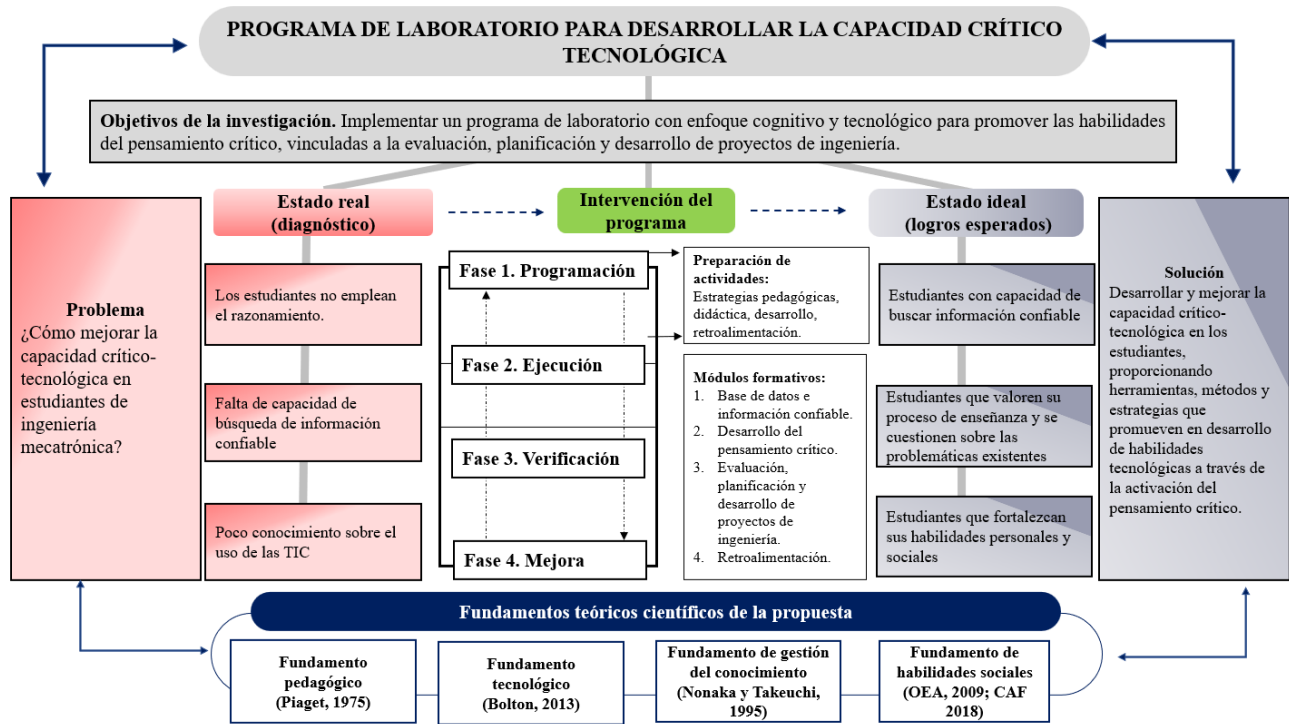 PROGRAMA DE LABORATORIO PARA DESARROLLAR LA CAPACIDAD CRÍTICO
TECNOLÓGICA
Objetivos de la investigación. Implementar un programa de laboratorio con enfoque cognitivo y tecnológico para promover las habilidades
del pensamiento crítico, vinculadas a la evaluación, planificación y desarrollo de proyectos de ingeniería.
Problema
¿Cómo mejorar la
capacidad crítico-
tecnológica en
estudiantes de
ingeniería
mecatrónica?
Estado real
(diagnóstico)
Los estudiantes no emplean
el razonamiento.
Falta de capacidad de
búsqueda de información
confiable
Poco conocimiento sobre el
uso de las TIC
Intervención del
programa
Fase 1. Programación
Fase 2. Ejecución
Fase 3. Verificación
Fase 4. Mejora
Preparación de
actividades:
Estrategias pedagógicas,
didáctica, desarrollo,
retroalimentación.
Módulos formativos:
1. Base de datos e
información confiable.
2. Desarrollo del
pensamiento crítico.
3. Evaluación,
planificación y
desarrollo de
proyectos de
ingeniería.
4. Retroalimentación.
Estado ideal
(logros esperados)
Estudiantes con capacidad de
buscar información confiable
Estudiantes que valoren su
proceso de enseñanza y se
cuestionen sobre las
problemáticas existentes
Estudiantes que fortalezcan
sus habilidades personales y
sociales
Solución
Desarrollar y mejorar la
capacidad crítico-
tecnológica en los
estudiantes,
proporcionando
herramientas, métodos y
estrategias que
promueven en desarrollo
de habilidades
tecnológicas a través de
la activación del
pensamiento crítico.
Fundamentos teóricos científicos de la propuesta
Fundamento
pedagógico
(Piaget, 1975)
Fundamento
tecnológico
(Bolton, 2013)
Fundamento de gestión
del conocimiento
(Nonaka y Takeuchi,
1995)
Fundamento de
habilidades sociales
(OEA, 2009; CAF
2018)